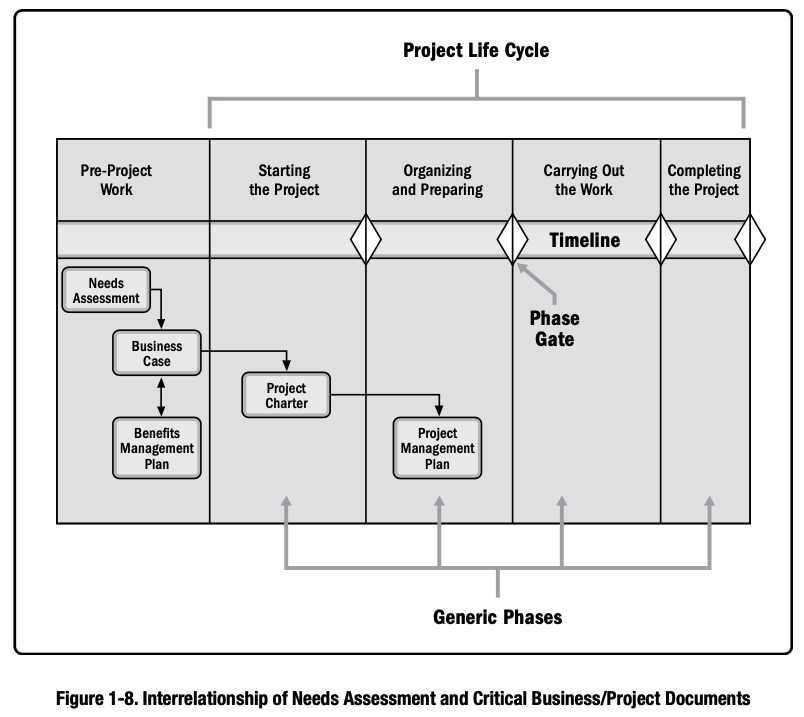 Project Life Cycle
Pre-Project
Work
Starting
the Project
Organizing
and Preparing
Carrying Out
the Work
Completing
the Project
Timeline
Needs
Assessment
Business
Case
Benefits
Management
Plan
Project
Charter
Project
Management
Plan
Phase
Gate
Generic Phases
Figure 1-8. Interrelationship of Needs Assessment and Critical Business/Project Documents